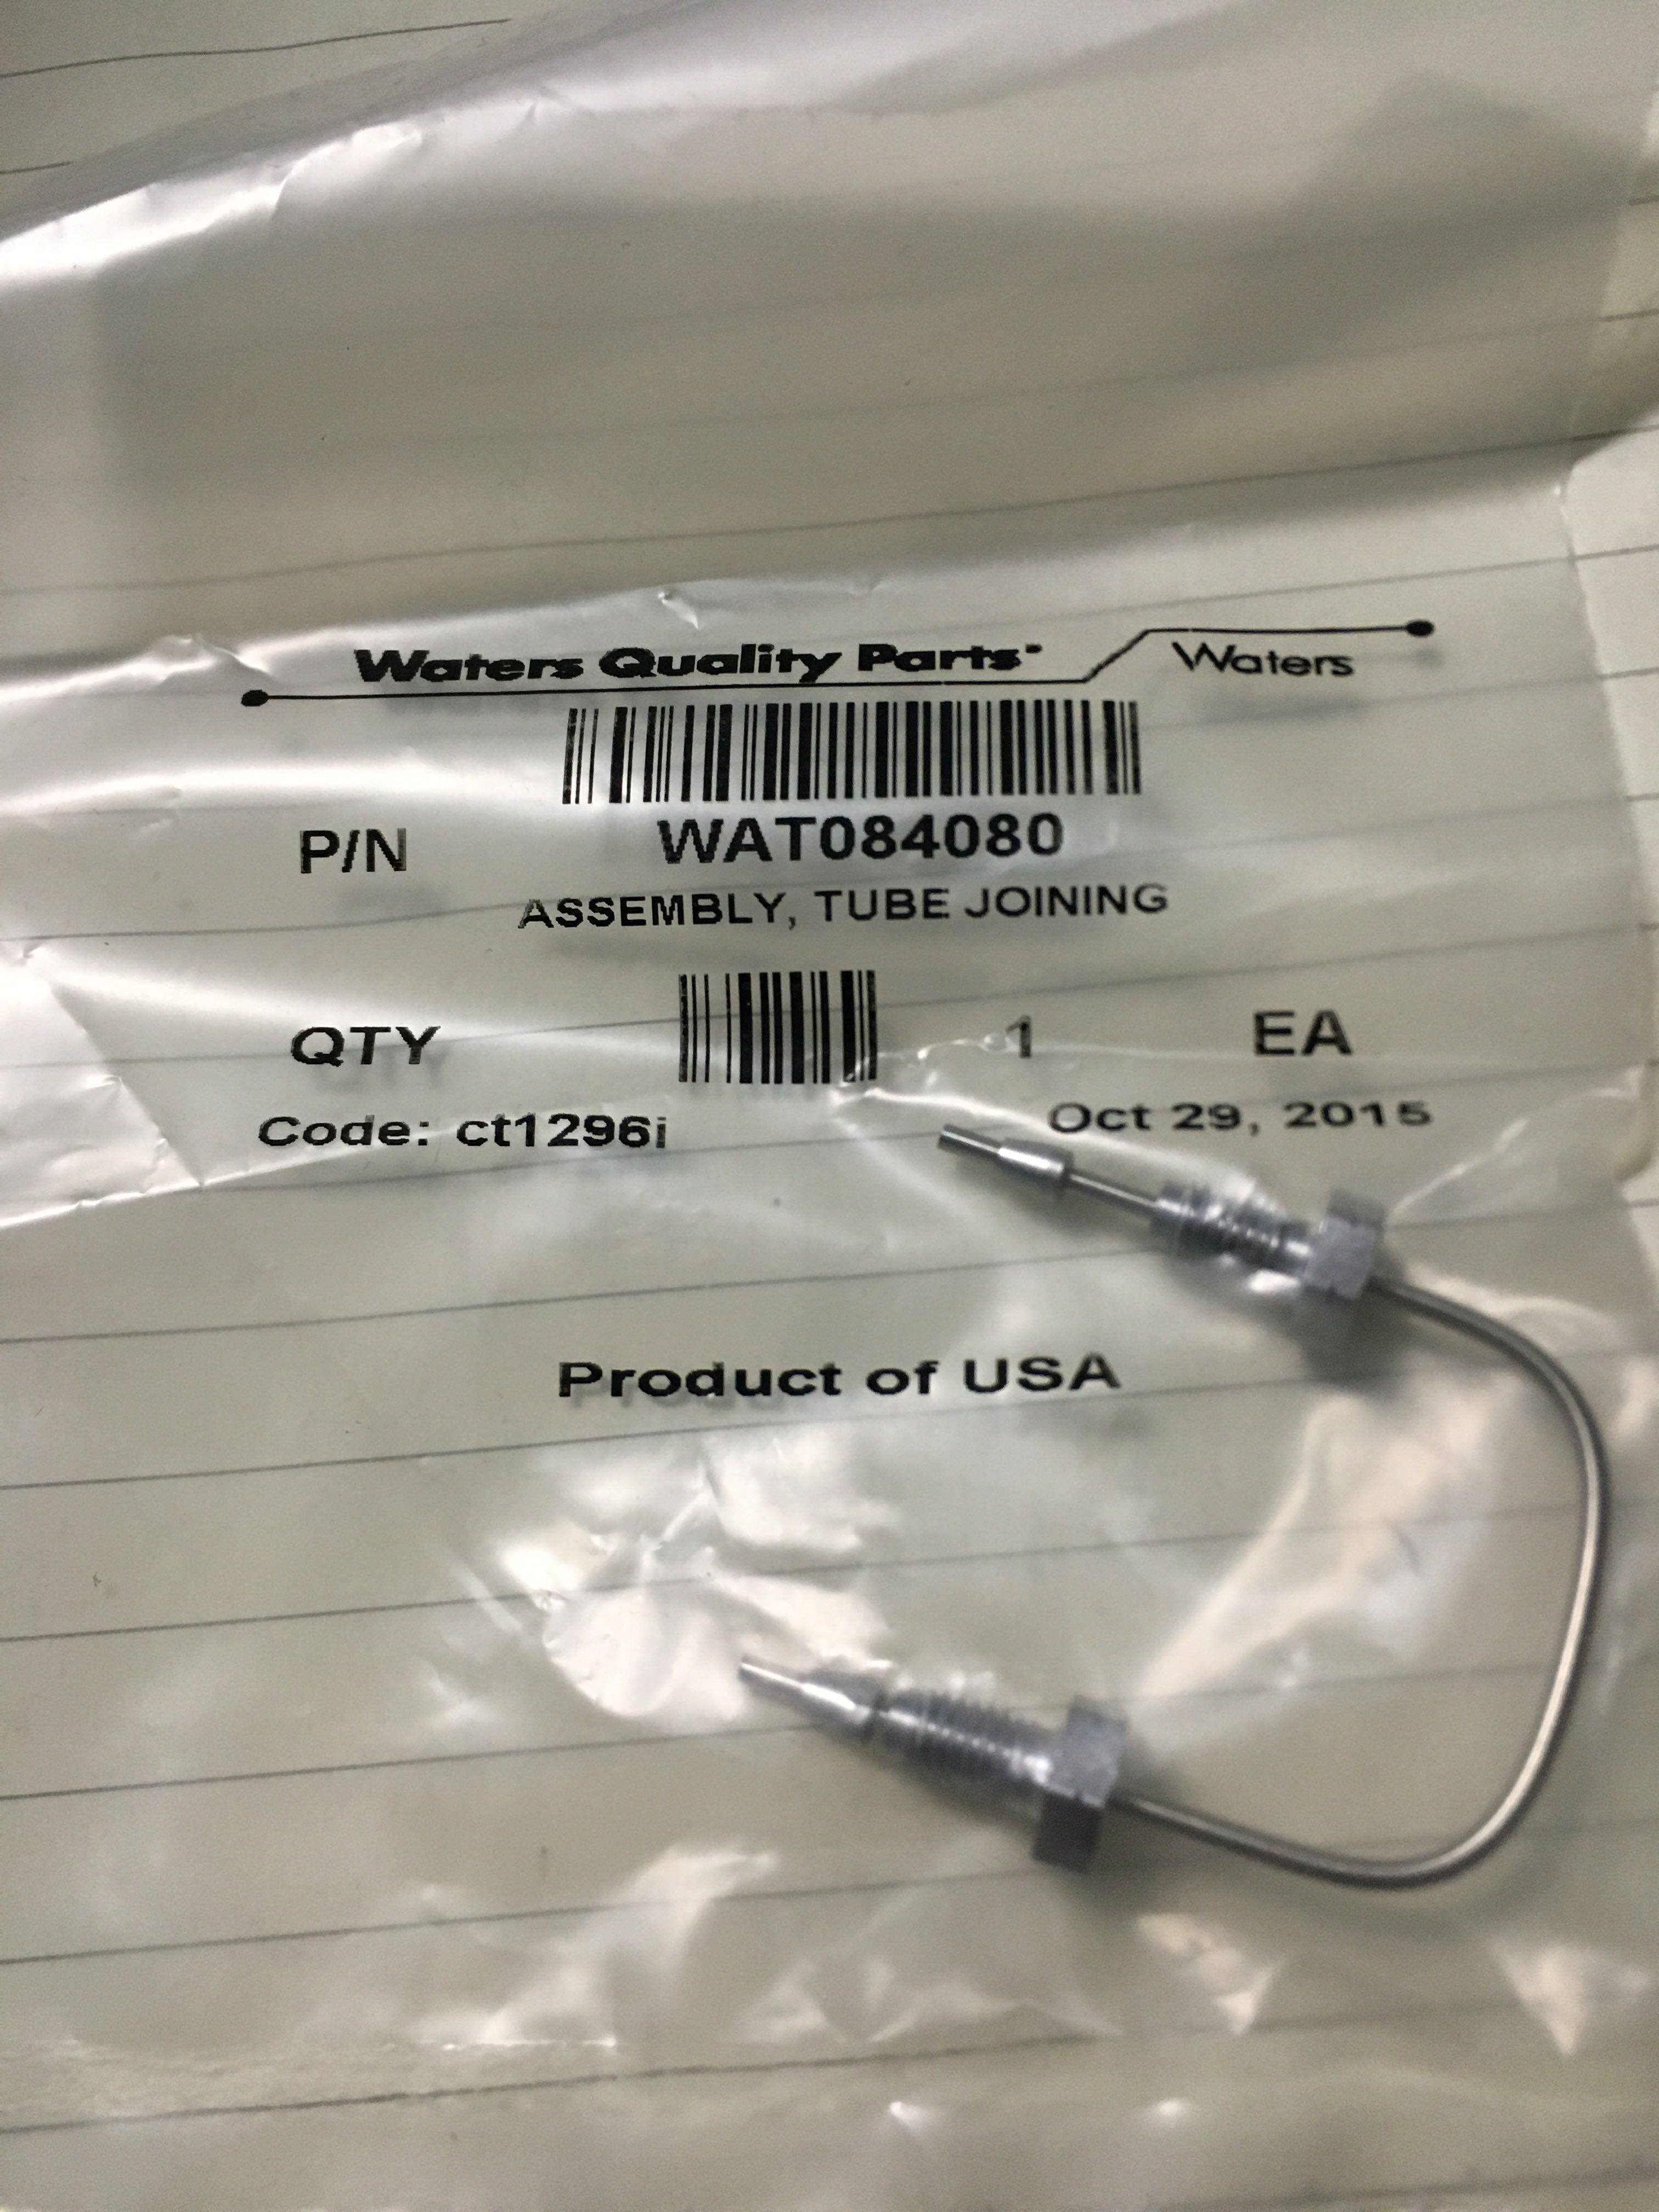 Waters Quality Parts
Waters
P/N WAT084080
ASSEMBLY, TUBE JOINING
QTY 1 EA
Code: ct1296i Oct 29, 2015
Product of USA